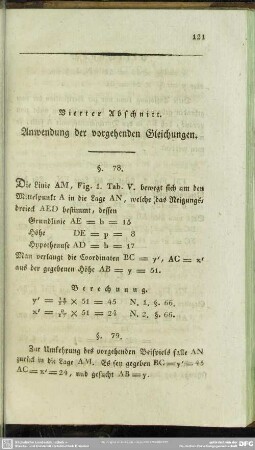 121
Vierter Abschnitt.
Anwendung der vorgehenden Gleichungen.
§. 78.
Die Linie AM, Fig. 1. Tab. V. bewegt sich um den
Mittelpunkt A in die Lage AN, welche das Neigungs,
dreieck AED bestimmt, dessen
Grundlinie AE = b = 15
Höhe DE = p = 8
Hypothenuse AD = h = 17
Man verlangt die Coordinaten BC = y', AC = x'
aus der gegebenen Höhe AB = y = 51.
Berechnung.
y' = 15/17 × 51 = 45 N. 1, §. 66.
x' = 8/17 × 51 = 24 N. 2, §. 66.
§. 79.
Zur Umkehrung des vorgehenden Beispiels falle AN
zurück in die Lage AM. Es sey gegeben BC = y' = 45
AC = x' = 24, und gesucht AB = y.